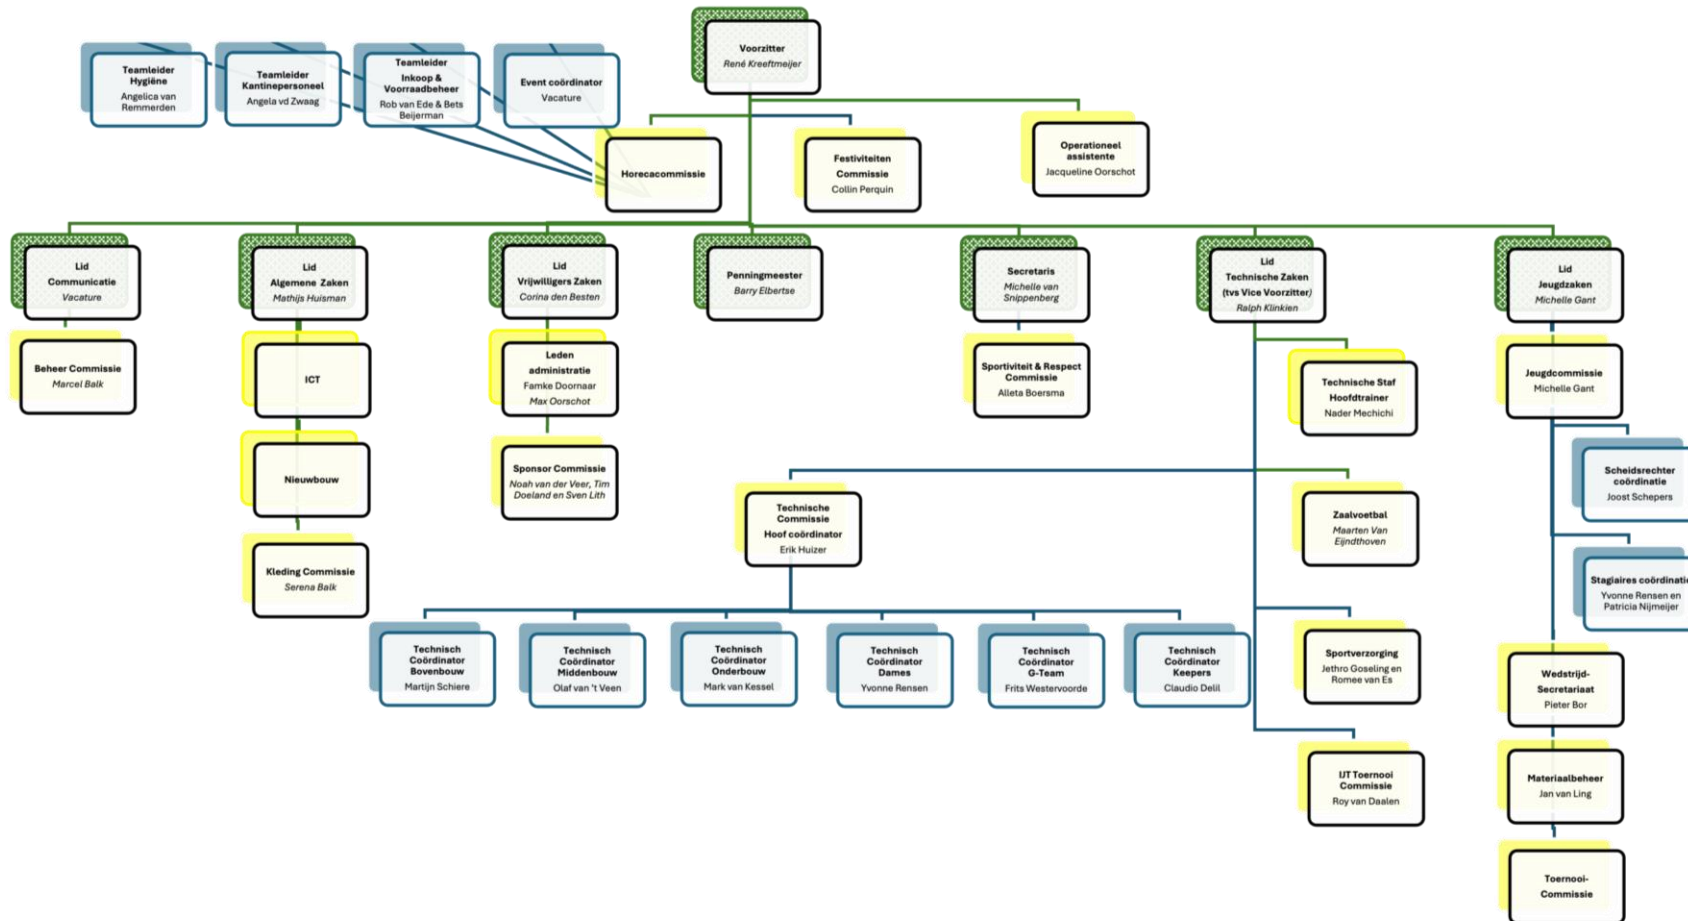 Voorzitter
René Kreeftmeijer
Teamleider
Hygiëne
Angelica van
Remmerden
Teamleider
Kantinepersoneel
Angela vd Zwaag
Teamleider
Inkoop &
Voorraadbeheer
Rob van Ede & Bets
Beijerman
Event coördinator
Vacature
Horecacommissie
Festiviteiten
Commissie
Collin Perquin
Operationeel
assistente
Jacqueline Oorschot
Lid
Communicatie
Vacature
Lid
Algemene Zaken
Mathijs Huisman
Lid
Vrijwilligers Zaken
Corina den Besten
Penningmeester
Barry Elbertse
Secretaris
Michelle van
Snippenberg
Lid
Technische Zaken
(tvs Vice Voorzitter)
Ralph Klinkien
Lid
Jeugdzaken
Michelle Gant
Beheer Commissie
Marcel Balk
ICT
Leden
administratie
Famke Doornaar
Max Oorschot
Sportiviteit & Respect
Commissie
Alleta Boersma
Technische Staf
Hoofdtrainer
Nader Mechichi
Jeugdcommissie
Michelle Gant
Nieuwbouw
Sponsor Commissie
Noah van der Veer, Tim
Doeland en Sven Lith
Scheidsrechter
coördinatie
Joost Schepers
Technische
Commissie
Hoof coördinator
Erik Huizer
Zaalvoetbal
Maarten Van
Eijndthoven
Kleding Commissie
Serena Balk
Stagiaires coördinatie
Yvonne Rensen en
Patricia Nijmeijer
Technisch
Coördinator
Bovenbouw
Martijn Schiere
Technisch
Coördinator
Middenbouw
Olaf van 't Veen
Technisch
Coördinator
Onderbouw
Mark van Kessel
Technisch
Coördinator
Dames
Yvonne Rensen
Technisch
Coördinator
G-Team
Frits Westervoorde
Technisch
Coördinator
Keepers
Claudio Delil
Sportverzorging
Jethro Goseling en
Romee van Es
Wedstrijd-
Secretariaat
Pieter Bor
IJT Toernooi
Commissie
Roy van Daalen
Materiaalbeheer
Jan van Ling
Toernooi-
Commissie